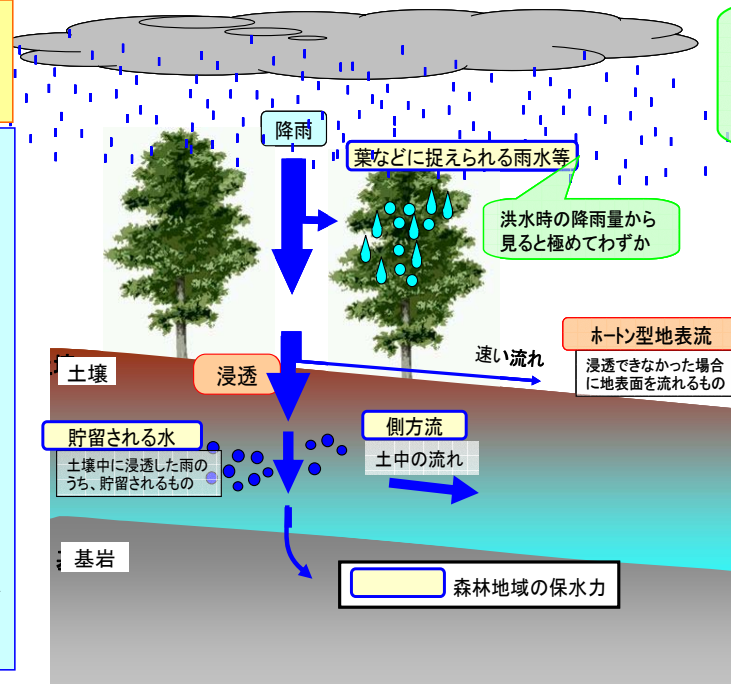 降雨
葉などに捉えられる雨水等
洪水時の降雨量から
見ると極めてわずか
ホートン型地表流
浸透できなかった場合
に地表面を流れるもの
速い流れ
土壌
浸透
貯留される水
土壌中に浸透した雨の
うち、貯留されるもの
側方流
土中の流れ
基岩
森林地域の保水力